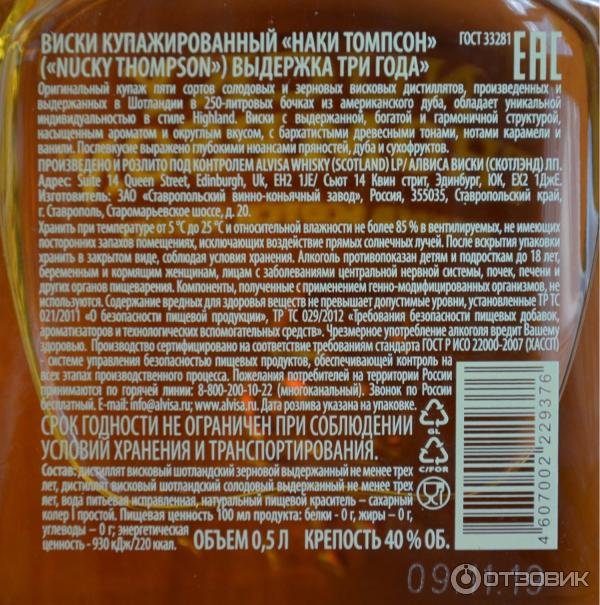 ВИСКИ КУПАЖИРОВАННЫЙ «НАКИ ТОМПСОН»
(«NUCKY THOMPSON») ВЫДЕРЖКА ТРИ ГОДА»
ГОСТ 33281
EAC
Оригинальный купаж пяти сортов солодовых и зерновых висковых дистиллятов, произведенных и
выдержанных в Шотландии в 250-литровых бочках из американского дуба, обладает уникальной
индивидуальностью в стиле Highland. Виски с выдержанной, богатой и гармоничной структурой,
насыщенным ароматом и округлым вкусом, с бархатистыми древесными тонами, нотами карамели и
ванили. Послевкусие выражено глубокими нюансами пряностей, дуба и сухофруктов.
ПРОИЗВЕДЕНО И РОЗЛИТО ПОД КОНТРОЛЕМ ALVISA WHISKY (SCOTLAND) LP/ АЛВИСА ВИСКИ (СКОТЛЭНД) ЛП.
Адрес: Suite 14 Queen Street, Edinburgh, Uk, EH2 1JE/ Сьют 14 Квин стрит, Эдинбург, ЮК, ЕХ2 1ДжЕ.
Изготовитель: ЗАО «Ставропольский винно-коньячный завод», Россия, 355035, Ставропольский край,
г. Ставрополь, Старомарьевское шоссе, д. 20.
Хранить при температуре от 5 °С до 25 °С и относительной влажности не более 85 % в вентилируемых, не имеющих
посторонних запахов помещениях, исключающих воздействие прямых солнечных лучей. После вскрытия упаковки
хранить в закрытом виде, соблюдая условия хранения. Алкоголь противопоказан детям и подросткам до 18 лет,
беременным и кормящим женщинам, лицам с заболеваниями центральной нервной системы, почек, печени и
других органов пищеварения. Компоненты, полученные с применением генно-модифицированных организмов, не ис-
пользуются. Содержание вредных для здоровья веществ не превышает допустимые уровни, установленные ТР ТС
021/2011 «О безопасности пищевой продукции», ТР ТС 029/2012 «Требования безопасности пищевых добавок,
ароматизаторов и технологических вспомогательных средств». Чрезмерное употребление алкоголя вредит Вашему
здоровью. Производство сертифицировано на соответствие требованиям стандарта ГОСТ Р ИСО 22000-2007 (ХАССП)
- системе управления безопасностью пищевых продуктов, обеспечивающей контроль на
всех этапах производственного процесса. Пожелания потребителей на территории России
принимаются по горячей линии: 8-800-200-10-22 (многоканальный). Звонок по России
бесплатный. E-mail: info@alvisa.ru, www.alvisa.ru. Дата розлива указана на упаковке.
СРОК ГОДНОСТИ НЕ ОГРАНИЧЕН ПРИ СОБЛЮДЕНИИ
УСЛОВИЙ ХРАНЕНИЯ И ТРАНСПОРТИРОВАНИЯ.
Состав: дистиллят висковый шотландский зерновой выдержанный не менее трех
лет, дистиллят висковый шотландский солодовый выдержанный не менее трех
лет, вода питьевая исправленная, натуральный пищевой краситель – сахарный
колер I простой. Пищевая ценность 100 мл продукта: белки - 0 г, жиры – 0 г,
углеводы – 0 г; энергетическая
ценность - 930 кДж/220 ккал.
ОБЪЕМ 0,5 Л КРЕПОСТЬ 40 % ОБ.
GL
C/FOR
4 607002 229376
ОТЗОВИК